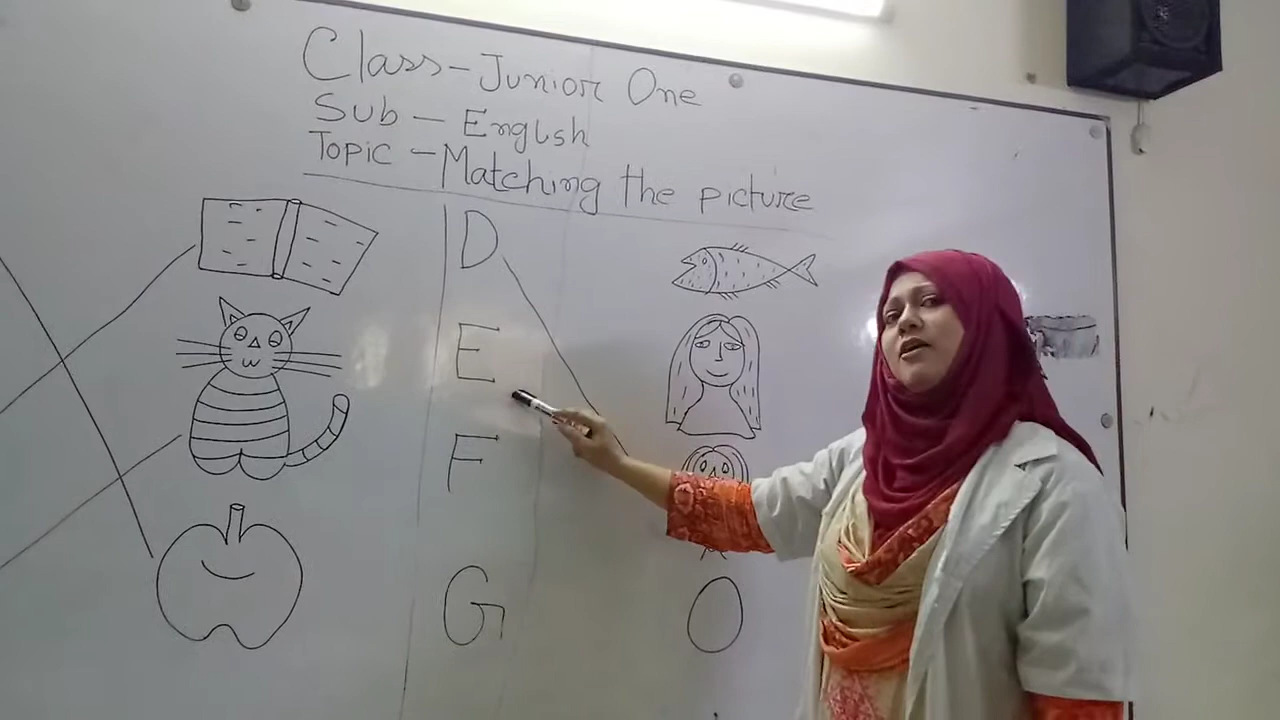 Class-Junior One
Sub - English
Topic - Matching the picture
D
E
F
G